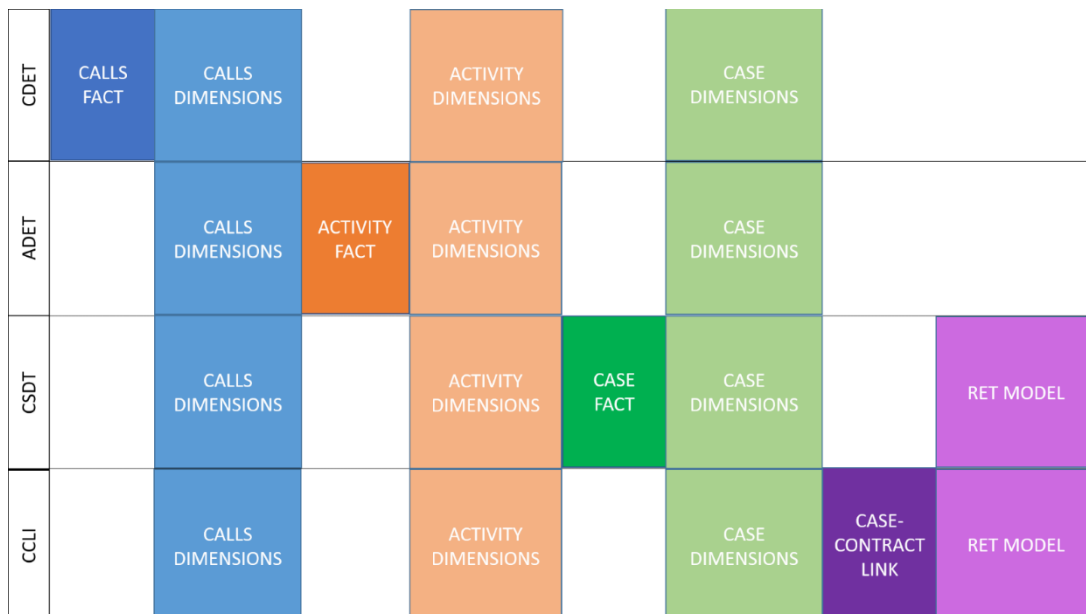 CDET
CALLS
FACT
CALLS
DIMENSIONS
ACTIVITY
DIMENSIONS
CASE
DIMENSIONS
ADET
CALLS
DIMENSIONS
ACTIVITY
FACT
ACTIVITY
DIMENSIONS
CASE
DIMENSIONS
CSDT
CALLS
DIMENSIONS
ACTIVITY
DIMENSIONS
CASE
FACT
CASE
DIMENSIONS
RET MODEL
CCLI
CALLS
DIMENSIONS
ACTIVITY
DIMENSIONS
CASE
DIMENSIONS
CASE-
CONTRACT
LINK
RET MODEL